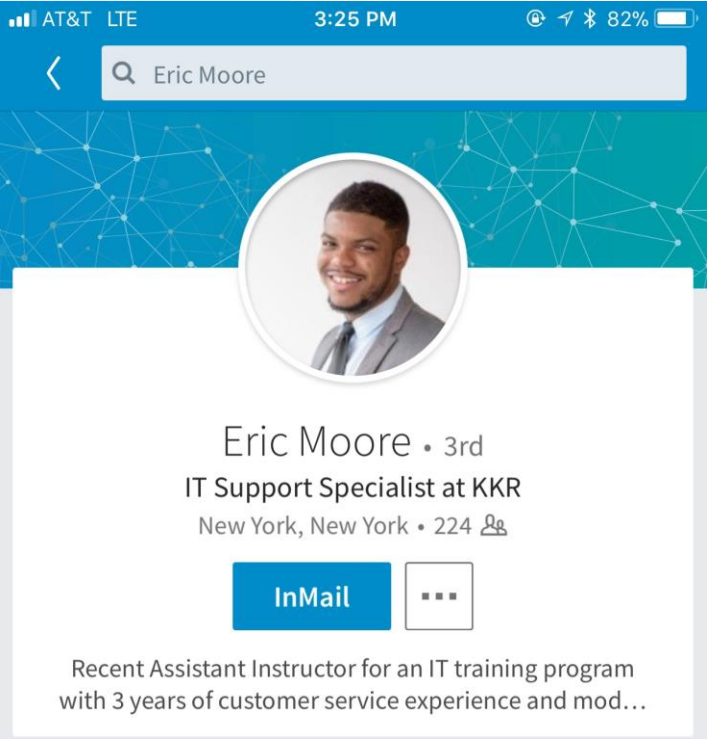 AT&T LTE 3:25 PM 82%
Eric Moore
Eric Moore • 3rd
IT Support Specialist at KKR
New York, New York • 224
InMail
Recent Assistant Instructor for an IT training program
with 3 years of customer service experience and mod...